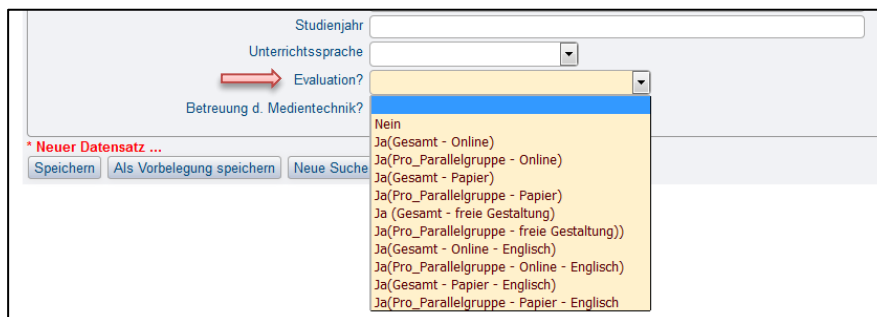 Studienjahr
Unterrichtssprache
Evaluation?
Betreuung d. Medientechnik?
Nein
Ja(Gesamt - Online)
Ja(Pro_Parallelgruppe - Online)
Ja(Gesamt - Papier)
Ja(Pro_Parallelgruppe - Papier)
Ja (Gesamt - freie Gestaltung)
Ja(Pro_Parallelgruppe - freie Gestaltung))
Ja(Gesamt - Online - Englisch)
Ja(Pro_Parallelgruppe - Online - Englisch)
Ja(Gesamt - Papier - Englisch)
Ja(Pro_Parallelgruppe - Papier - Englisch
* Neuer Datensatz ...
Speichern Als Vorbelegung speichern Neue Suche